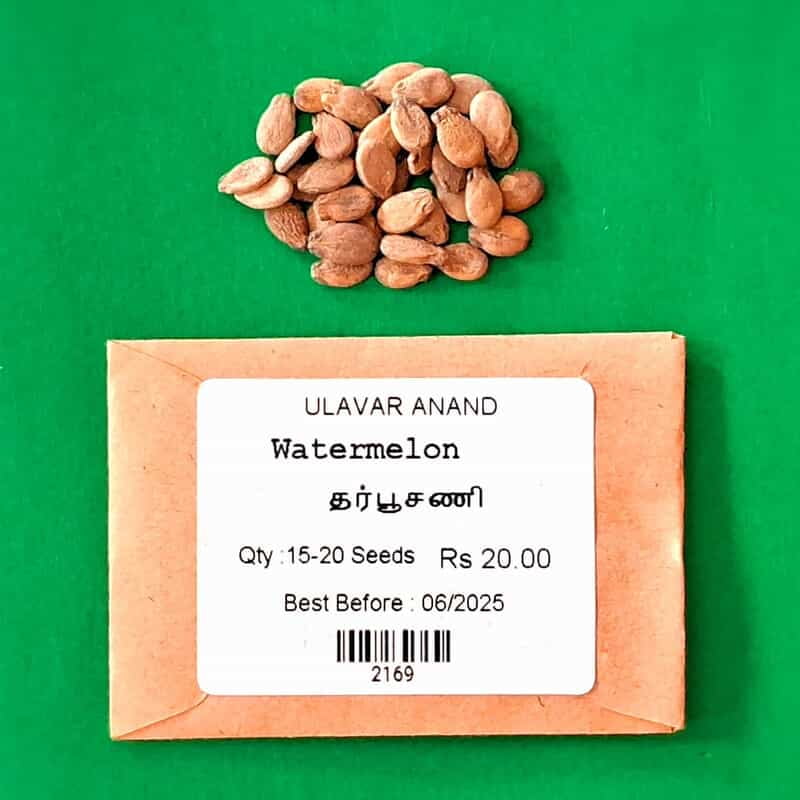 ULAVAR ANAND
Watermelon
தர்பூசணி
Qty :15-20 Seeds Rs 20.00
Best Before : 06/2025
2169